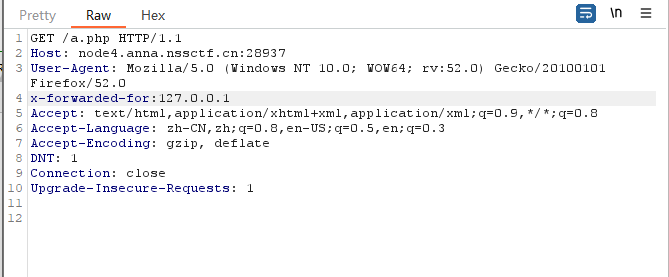 Pretty Raw Hex \n
1 GET /a.php HTTP/1.1
2 Host: node4.anna.nssctf.cn:28937
3 User-Agent: Mozilla/5.0 (Windows NT 10.0; WOW64; rv:52.0) Gecko/20100101
Firefox/52.0
4 x-forwarded-for:127.0.0.1
5 Accept: text/html,application/xhtml+xml,application/xml;q=0.9,*/*;q=0.8
6 Accept-Language: zh-CN,zh;q=0.8,en-US;q=0.5,en;q=0.3
7 Accept-Encoding: gzip, deflate
8 DNT: 1
9 Connection: close
10 Upgrade-Insecure-Requests: 1
11
12